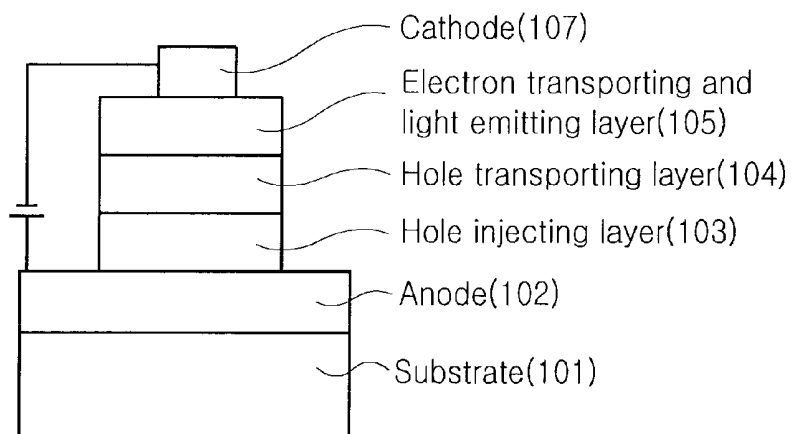 Cathode(107)
Electron transporting and
light emitting layer(105)
Hole transporting layer(104)
Hole injecting layer(103)
Anode(102)
Substrate(101)